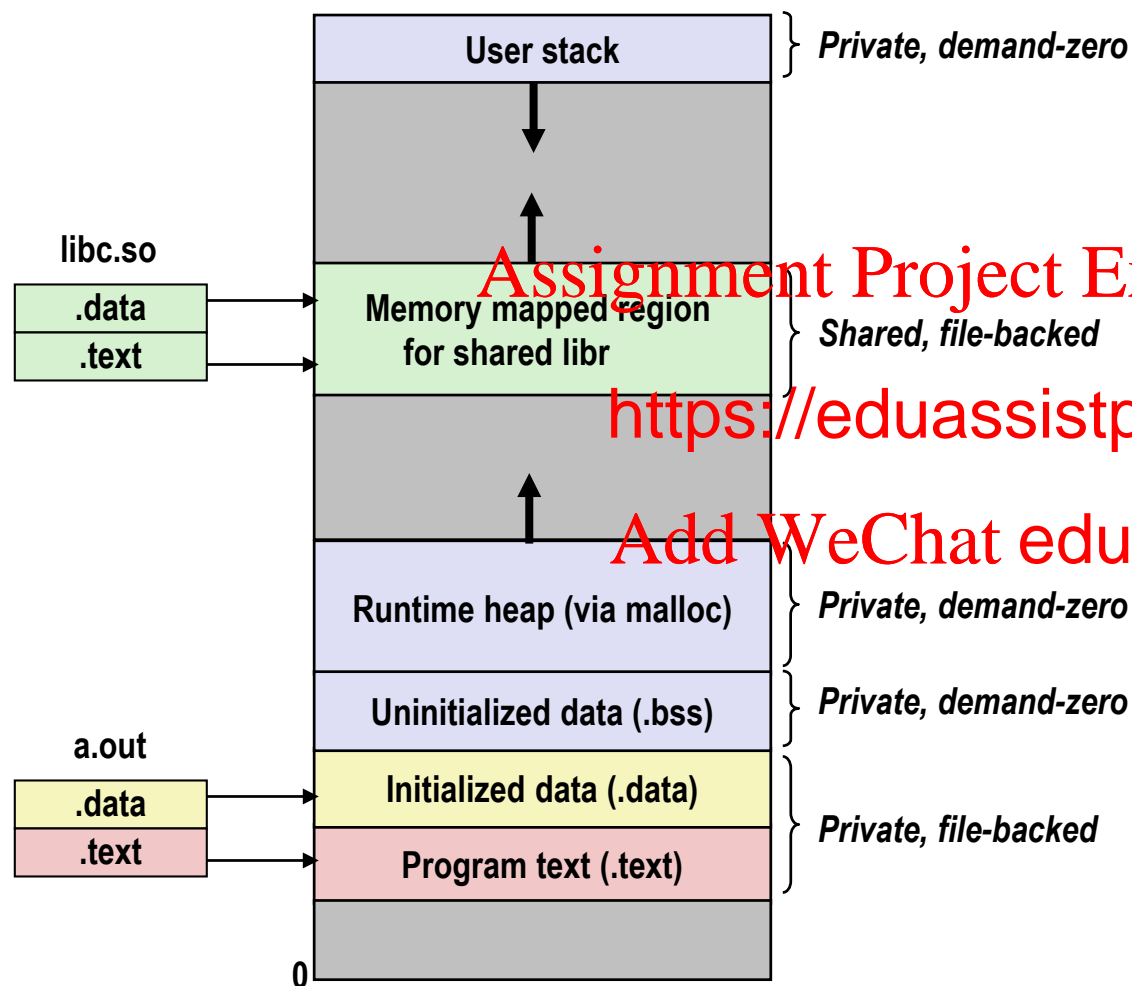 User stack
Private, demand-zero
libc.so
.data
.text
Assignment Project Ex
Memory mapped region
for shared libr
Shared, file-backed
https://eduassistp
Add WeChat edu
Runtime heap (via malloc)
Private, demand-zero
Uninitialized data (.bss)
Private, demand-zero
a.out
.data
.text
Initialized data (.data)
Program text (.text)
Private, file-backed
0